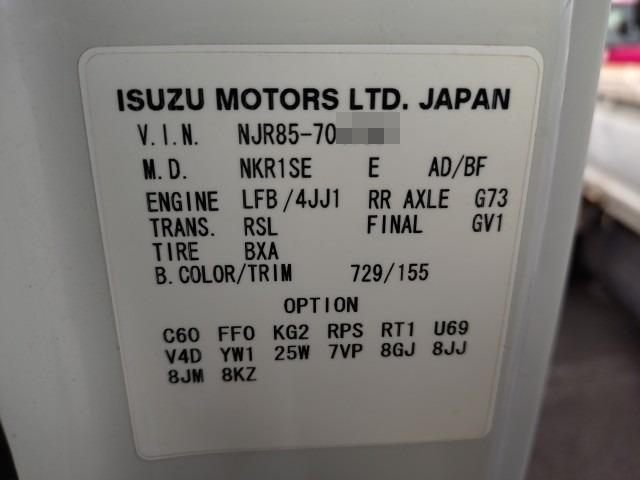 ISUZU MOTORS LTD. JAPAN
V.I.N. NJR85-70
M.D. NKR1SE E AD/BF
ENGINE LFB/4JJ1 RR AXLE G73
TRANS. RSL FINAL GV1
TIRE BXA
B.COLOR/TRIM 729/155
OPTION
C60 FF0 KG2 RPS RT1 U69
V4D YW1 25W 7VP 8GJ 8JJ
8JM 8KZ